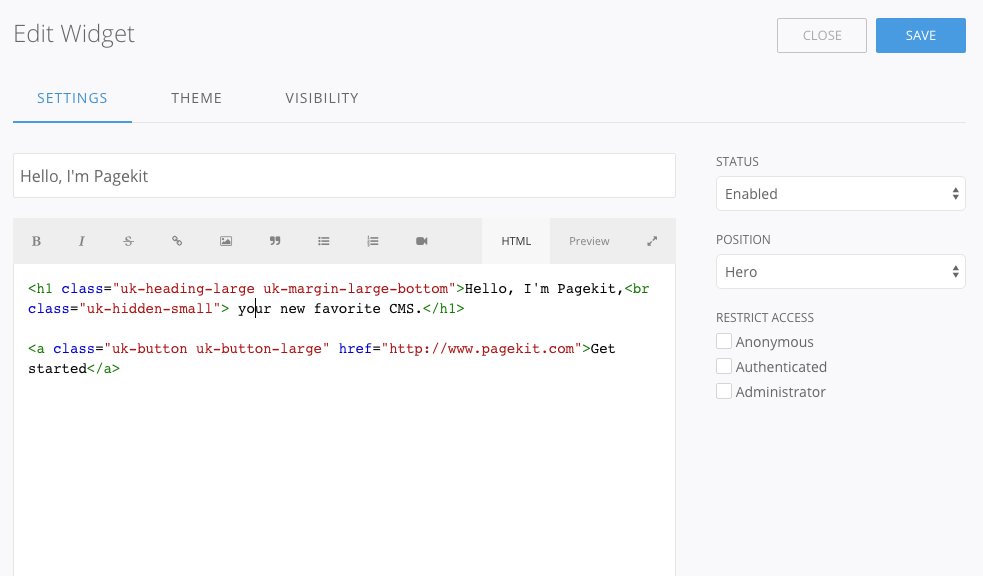 Edit Widget
CLOSE
SAVE
SETTINGS
THEME
VISIBILITY
Hello, I'm Pagekit
B I S HTML Preview
<h1 class="uk-heading-large uk-margin-large-bottom">Hello, I'm Pagekit,<br
class="uk-hidden-small"> your new favorite CMS.</h1>
<a class="uk-button uk-button-large" href="http://www.pagekit.com">Get
started</a>
STATUS
Enabled
POSITION
Hero
RESTRICT ACCESS
Anonymous
Authenticated
Administrator